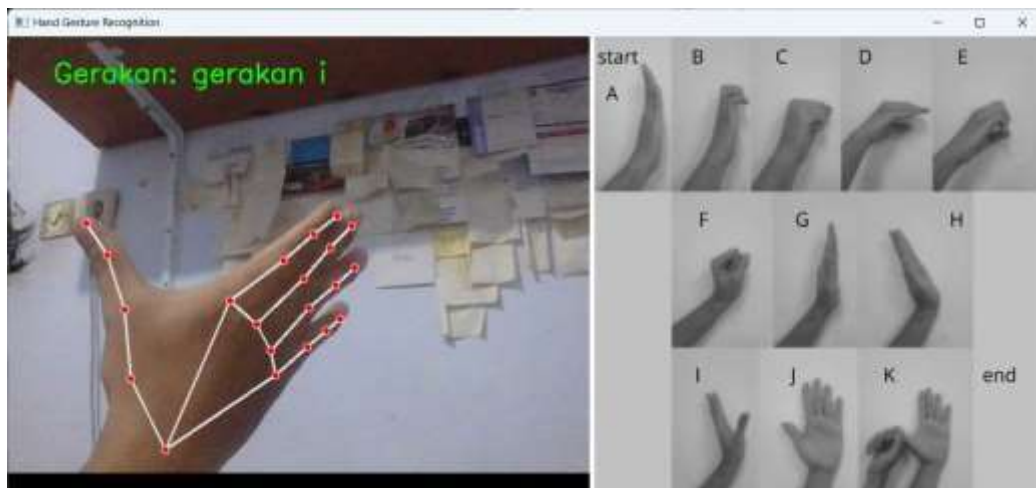 Hand Gesture Recognition
Gerakan: gerakan i
start
A
B
C
D
E
F
G
H
I
J
K
end